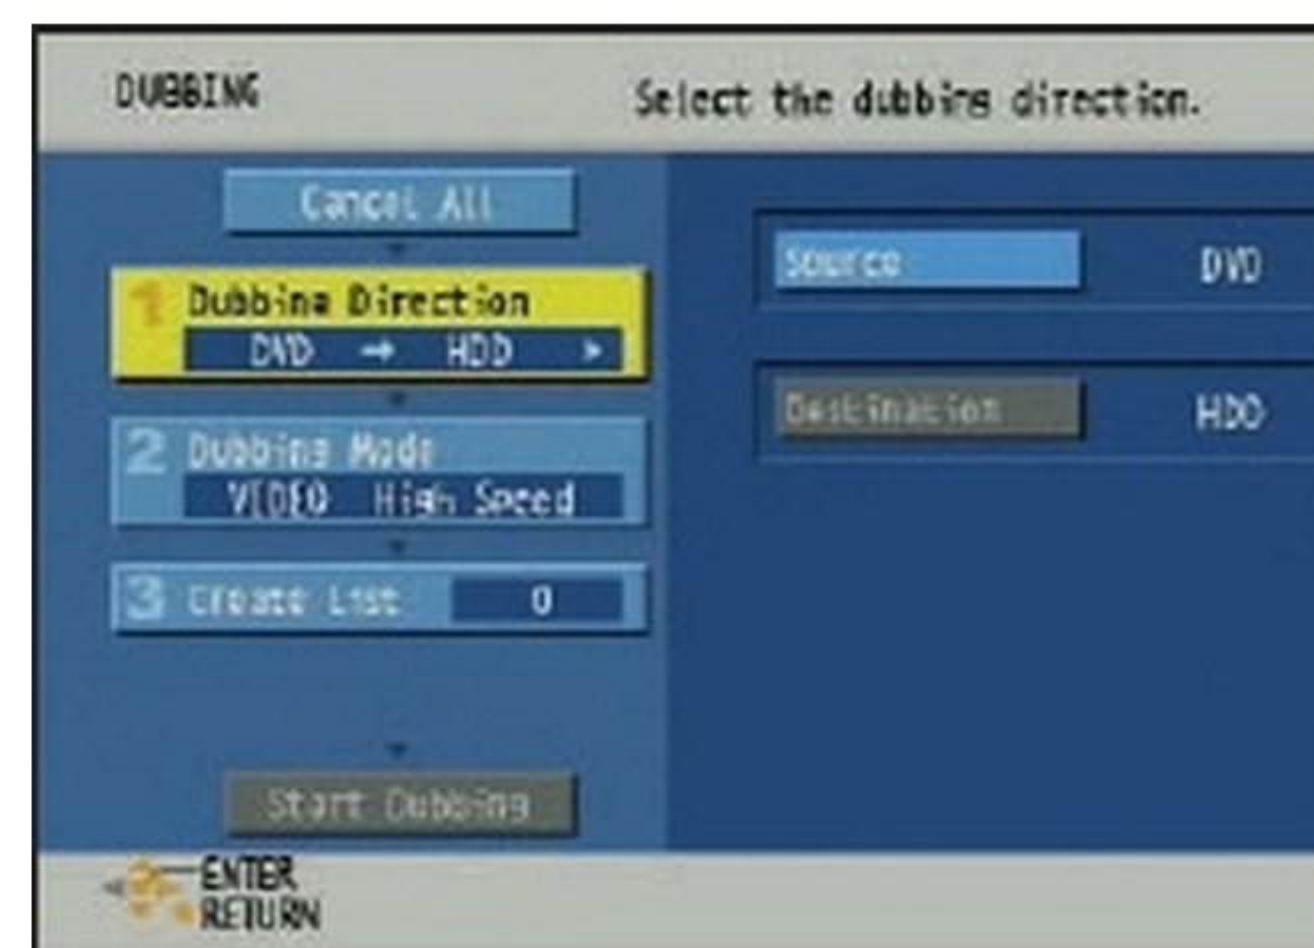 DUBBING
Select the dubbing direction.
Cancel All
1 Dubbing Direction
DVD → HDD >
2 Dubbing Mode
VIDEO High Speed
3 Create List 0
Start Dubbing
Source DVD
Destination HDD
ENTER
RETURN